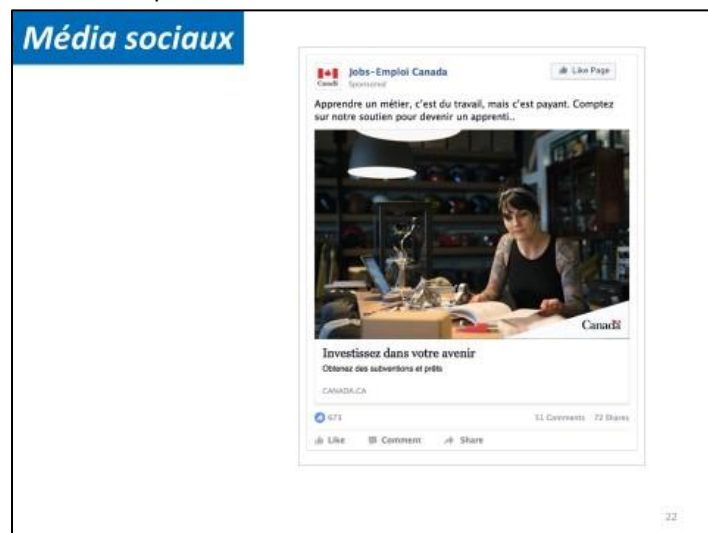 Média sociaux
Canada
Jobs-Emploi Canada
Sponsored
Like Page
Apprendre un métier, c'est du travail, mais c'est payant. Comptez
sur notre soutien pour devenir un apprenti..
Canada
Investissez dans votre avenir
Obtenez des subventions et prêts
CANADA.CA
671
51 Comments 72 Shares
Like Comment Share
22